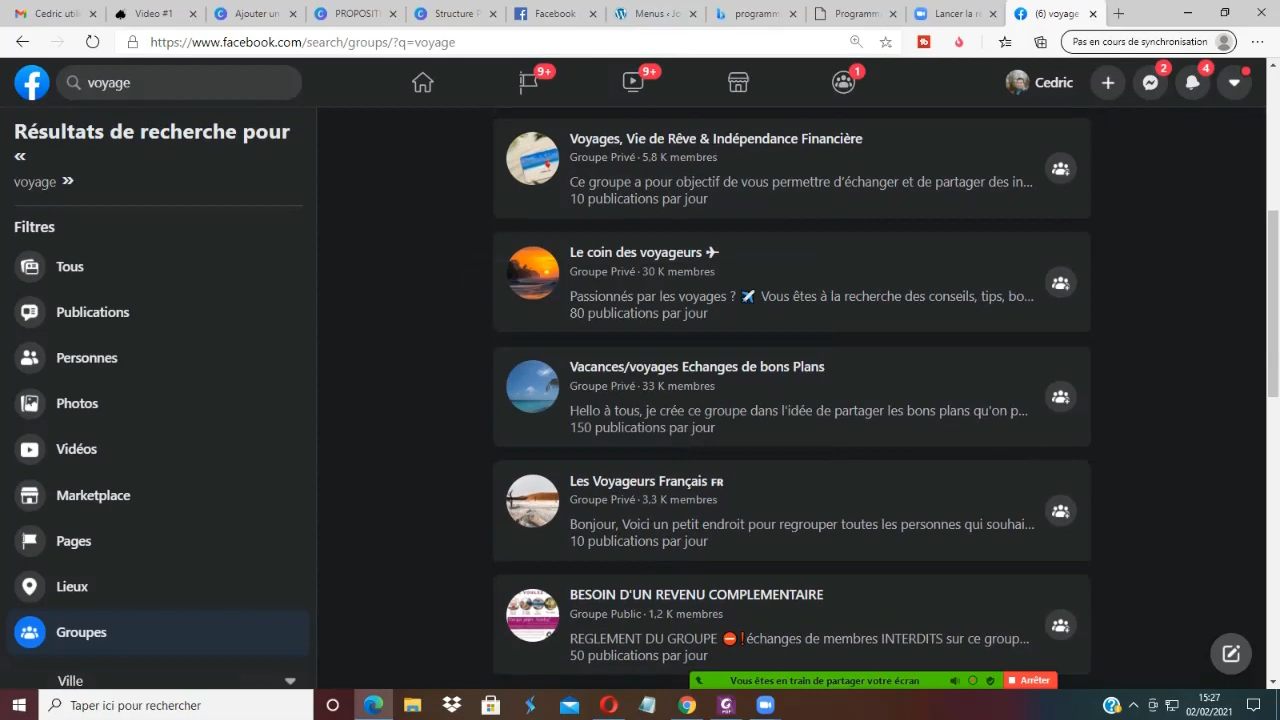 Cedric utilin
Video #1
Ajouter un
PROPOSITI
Structure P
Facebook
Menus ‹ Jo
programm
Programm
Lancer la ré
(6) voyage
https://www.facebook.com/search/groups/?q=voyage
Pas en cours de synchronisation
voyage
9+
9+
1
Cedric
2
4
Résultats de recherche pour
«
voyage »
Filtres
Tous
Publications
Personnes
Photos
Vidéos
Marketplace
Pages
Lieux
Groupes
Ville
Voyages, Vie de Rêve & Indépendance Financière
Groupe Privé · 5,8 K membres
Ce groupe a pour objectif de vous permettre d’échanger et de partager des in...
10 publications par jour
Le coin des voyageurs ✈
Groupe Privé · 30 K membres
Passionnés par les voyages ? ✈️ Vous êtes à la recherche des conseils, tips, bo...
80 publications par jour
Vacances/voyages Echanges de bons Plans
Groupe Privé · 33 K membres
Hello à tous, je crée ce groupe dans l'idée de partager les bons plans qu'on p...
150 publications par jour
Les Voyageurs Français FR
Groupe Privé · 3,3 K membres
Bonjour, Voici un petit endroit pour regrouper toutes les personnes qui souhai...
10 publications par jour
BESOIN D'UN REVENU COMPLEMENTAIRE
Groupe Public · 1,2 K membres
REGLEMENT DU GROUPE ⛔❗échanges de membres INTERDITS sur ce group...
50 publications par jour
Vous êtes en train de partager votre écran
Arrêter
Taper ici pour rechercher
15:27
02/02/2021